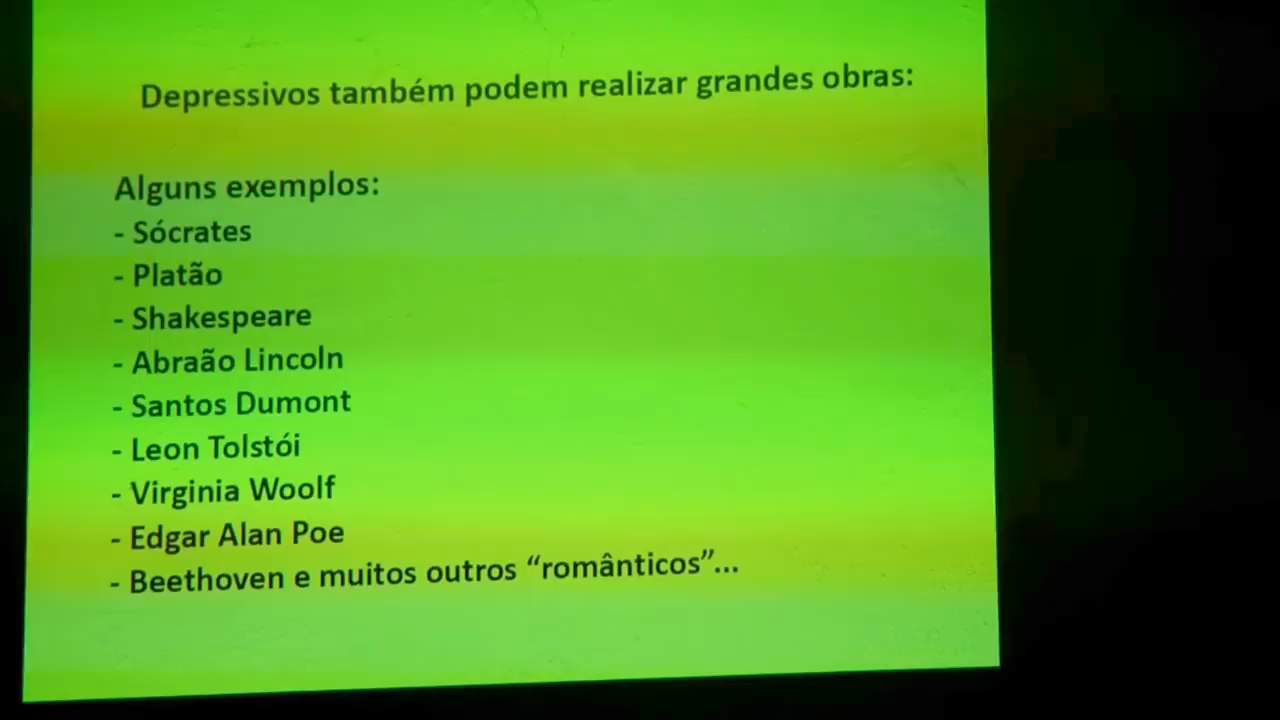 Depressivos também podem realizar grandes obras:
Alguns exemplos:
- Sócrates
- Platão
- Shakespeare
- Abraão Lincoln
- Santos Dumont
- Leon Tolstói
- Virginia Woolf
- Edgar Alan Poe
- Beethoven e muitos outros “românticos”...